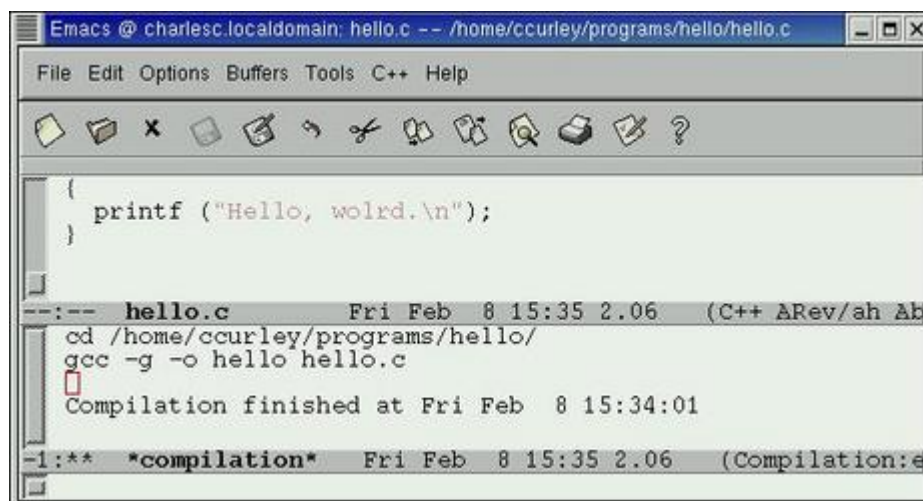 Emacs @ charlesc.localdomain: hello.c -- /home/ccurley/programs/hello/hello.c
File Edit Options Buffers Tools C++ Help
{
printf ("Hello, wolrd.\n");
}
--:-- hello.c Fri Feb 8 15:35 2.06 (C++ ARev/ah Ab
cd /home/ccurley/programs/hello/
gcc -g -o hello hello.c
Compilation finished at Fri Feb 8 15:34:01
-1:** *compilation* Fri Feb 8 15:35 2.06 (Compilation:e